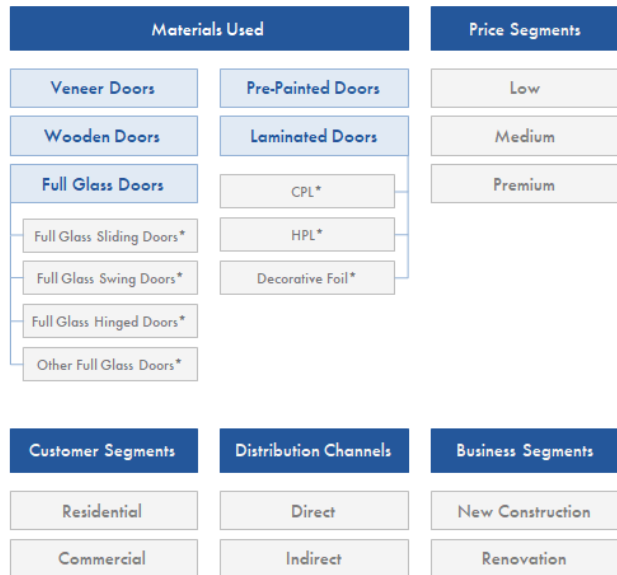 Materials Used
Price Segments
Veneer Doors
Pre-Painted Doors
Low
Wooden Doors
Laminated Doors
Medium
Full Glass Doors
CPL*
Premium
Full Glass Sliding Doors*
HPL*
Full Glass Swing Doors*
Decorative Foil*
Full Glass Hinged Doors*
Other Full Glass Doors*
Customer Segments
Distribution Channels
Business Segments
Residential
Direct
New Construction
Commercial
Indirect
Renovation